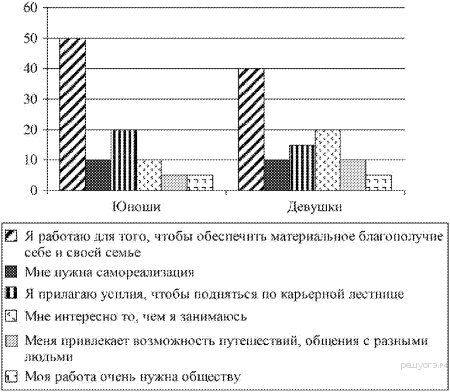 60
50
40
30
20
10
0
Юноши Девушки
Я работаю для того, чтобы обеспечить материальное благополучие
себе и своей семье
Мне нужна самореализация
Я прилагаю усилия, чтобы подняться по карьерной лестнице
Мне интересно то, чем я занимаюсь
Меня привлекает возможность путешествий, общения с разными
людьми
Моя работа очень нужна обществу
решуогэ.рф